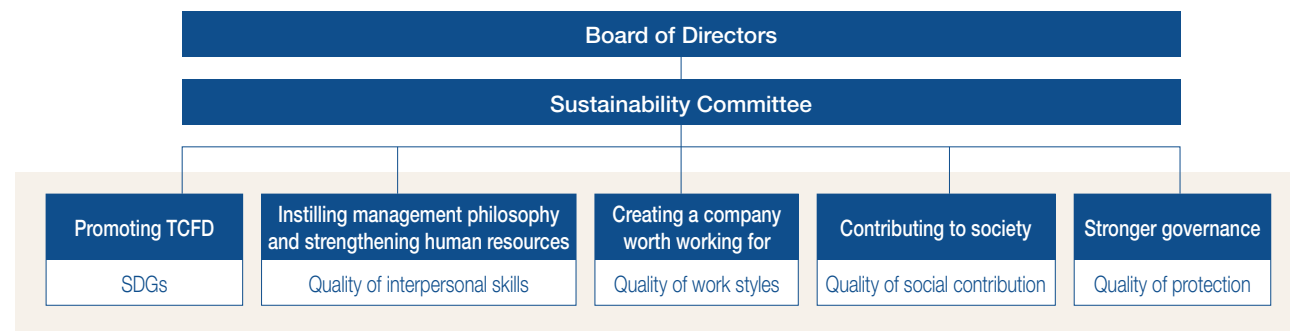 Board of Directors
Sustainability Committee
Promoting TCFD
SDGs
Instilling management philosophy
and strengthening human resources
Quality of interpersonal skills
Creating a company
worth working for
Quality of work styles
Contributing to society
Quality of social contribution
Stronger governance
Quality of protection